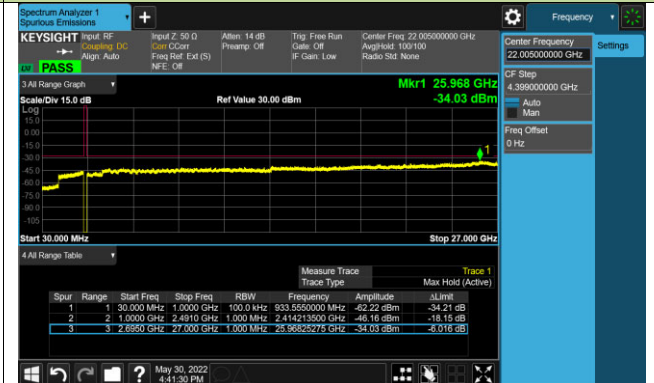 Spectrum Analyzer 1
Spurious Emissions
Frequency
KEYSIGHT Input: RF Input Z: 50 Ω Atten: 14 dB Trig: Free Run Center Freq: 22.005000000 GHz
Coupling: DC Corr CCorr Preamp: Off Gate: Off Avg|Hold: 100/100
Align: Auto Freq Ref: Ext (S) IF Gain: Low Radio Std: None
NFE: Off
PASS
Center Frequency
22.005000000 GHz
Settings
CF Step
4.399000000 GHz
Auto
Man
Freq Offset
0 Hz
3 All Range Graph
Mkr1 25.968 GHz
Scale/Div 15.0 dB Ref Value 30.00 dBm -34.03 dBm
Log
15.0
0.00
-15.0
-30.0
-45.0
-60.0
-75.0
-90.0
-105
1
Start 30.000 MHz Stop 27.000 GHz
4 All Range Table
Measure Trace Trace 1
Trace Type Max Hold (Active)
Spur Range Start Freq Stop Freq RBW Frequency Amplitude ΔLimit
1 1 30.000 MHz 1.0000 GHz 100.0 kHz 933.5550000 MHz -62.22 dBm -34.21 dB
2 2 1.0000 GHz 2.4910 GHz 1.000 MHz 2.414213500 GHz -46.16 dBm -18.15 dB
3 3 2.6950 GHz 27.000 GHz 1.000 MHz 25.96825275 GHz -34.03 dBm -6.016 dB
May 30, 2022
4:41:30 PM